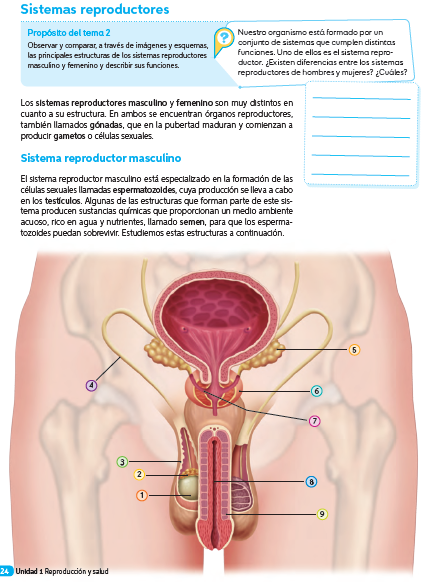 Sistemas reproductores
Propósito del tema 2
Observar y comparar, a través de imágenes y esquemas,
las principales estructuras de los sistemas reproductores
masculino y femenino y describir sus funciones.
?
Nuestro organismo está formado por un
conjunto de sistemas que cumplen distintas
funciones. Uno de ellos es el sistema repro-
ductor. ¿Existen diferencias entre los sistemas
reproductores de hombres y mujeres? ¿Cuáles?
Los sistemas reproductores masculino y femenino son muy distintos en
cuanto a su estructura. En ambos se encuentran órganos reproductores,
también llamados gónadas, que en la pubertad maduran y comienzan a
producir gametos o células sexuales.
Sistema reproductor masculino
El sistema reproductor masculino está especializado en la formación de las
células sexuales llamadas espermatozoides, cuya producción se lleva a cabo
en los testículos. Algunas de las estructuras que forman parte de este sis-
tema producen sustancias químicas que proporcionan un medio ambiente
acuoso, rico en agua y nutrientes, llamado semen, para que los esperma-
tozoides puedan sobrevivir. Estudiemos estas estructuras a continuación.
5
4
6
7
3
2
8
1
9
24 Unidad 1 Reproducción y salud